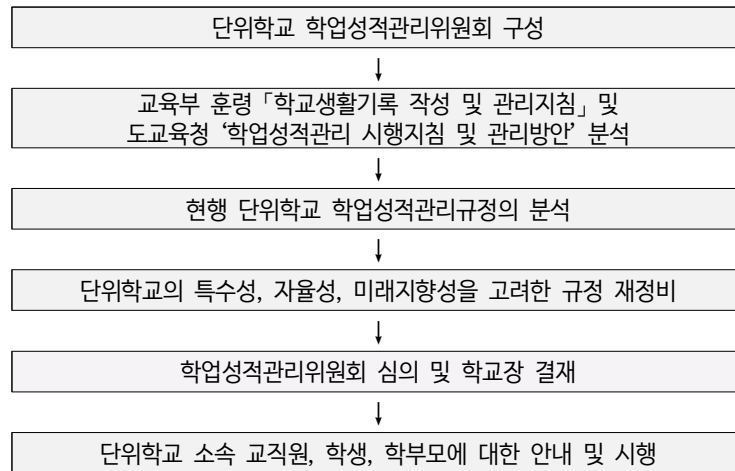 단위학교 학업성적관리위원회 구성
↓
교육부 훈령「학교생활기록 작성 및 관리지침」및
도교육청 ‘학업성적관리 시행지침 및 관리방안’ 분석
↓
현행 단위학교 학업성적관리규정의 분석
↓
단위학교의 특수성, 자율성, 미래지향성을 고려한 규정 재정비
↓
학업성적관리위원회 심의 및 학교장 결재
↓
단위학교 소속 교직원, 학생, 학부모에 대한 안내 및 시행